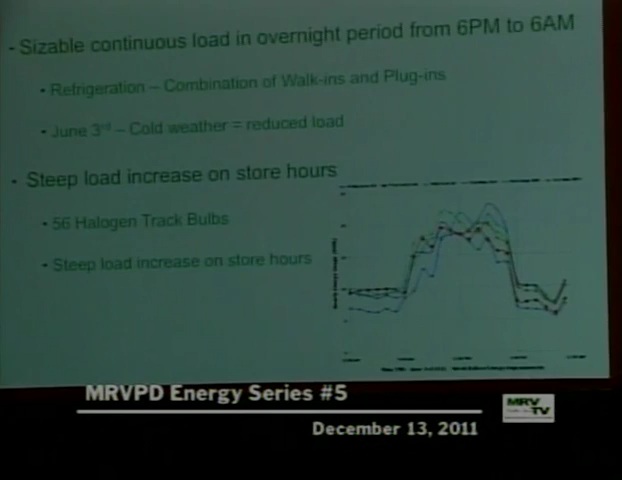 - Sizable continuous load in overnight period from 6PM to 6AM
• Refrigeration – Combination of Walk-ins and Plug-ins
• June 3rd – Cold weather = reduced load
• Steep load increase on store hours
• 56 Halogen Track Bulbs
• Steep load increase on store hours
MRVPD Energy Series #5
MRV
TV
December 13, 2011